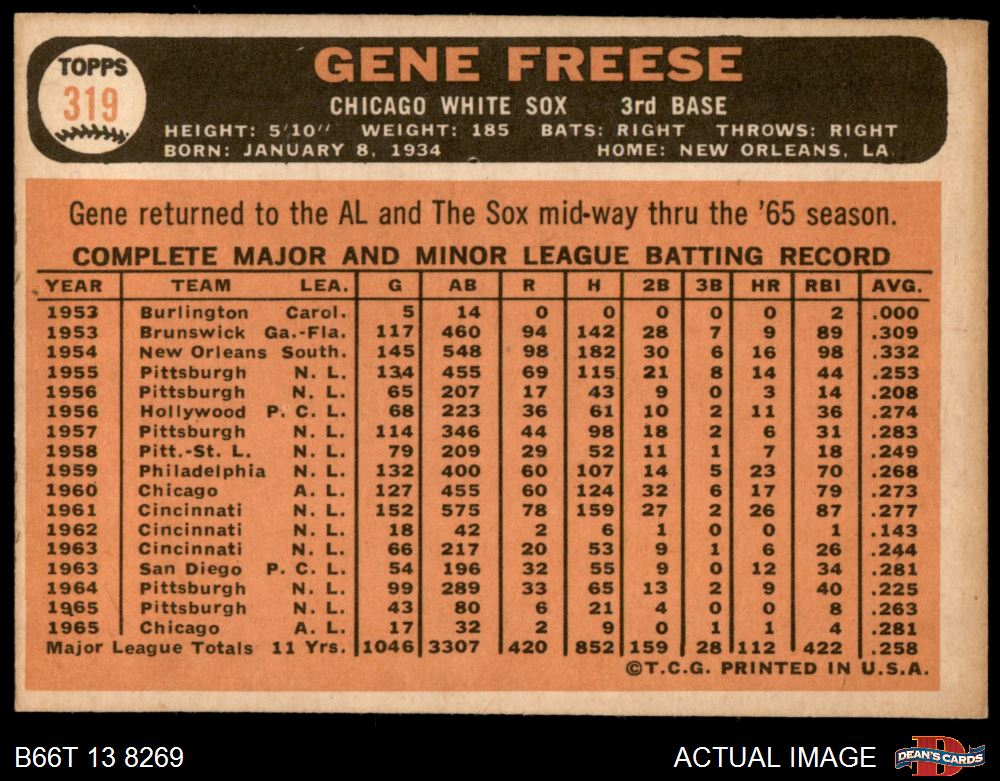 TOPPS
319
GENE FREESE
CHICAGO WHITE SOX 3rd BASE
HEIGHT: 5'10" WEIGHT: 185 BATS: RIGHT THROWS: RIGHT
BORN: JANUARY 8, 1934 HOME: NEW ORLEANS, LA.
Gene returned to the AL and The Sox mid-way thru the '65 season.
COMPLETE MAJOR AND MINOR LEAGUE BATTING RECORD
YEAR TEAM LEA. G AB R H 2B 3B HR RBI AVG.
1953 Burlington Carol. 5 14 0 0 0 0 0 2 .000
1953 Brunswick Ga.-Fla. 117 460 94 142 28 7 9 89 .309
1954 New Orleans South. 145 548 98 182 30 6 16 98 .332
1955 Pittsburgh N. L. 134 455 69 115 21 8 14 44 .253
1956 Pittsburgh N. L. 65 207 17 43 9 0 3 14 .208
1956 Hollywood P. C. L. 68 223 36 61 10 2 11 36 .274
1957 Pittsburgh N. L. 114 346 44 98 18 2 6 31 .283
1958 Pitt.-St. L. N. L. 79 209 29 52 11 1 7 18 .249
1959 Philadelphia N. L. 132 400 60 107 14 5 23 70 .268
1960 Chicago A. L. 127 455 60 124 32 6 17 79 .273
1961 Cincinnati N. L. 152 575 78 159 27 2 26 87 .277
1962 Cincinnati N. L. 18 42 2 6 1 0 0 1 .143
1963 Cincinnati N. L. 66 217 20 53 9 1 6 26 .244
1963 San Diego P. C. L. 54 196 32 55 9 0 12 34 .281
1964 Pittsburgh N. L. 99 289 33 65 13 2 9 40 .225
1965 Pittsburgh N. L. 43 80 6 21 4 0 0 8 .263
1965 Chicago A. L. 17 32 2 9 0 1 1 4 .281
Major League Totals 11 Yrs. 1046 3307 420 852 159 28 112 422 .258
©T.C.G. PRINTED IN U.S.A.
B66T 13 8269 ACTUAL IMAGE
D
DEAN'S CARDS